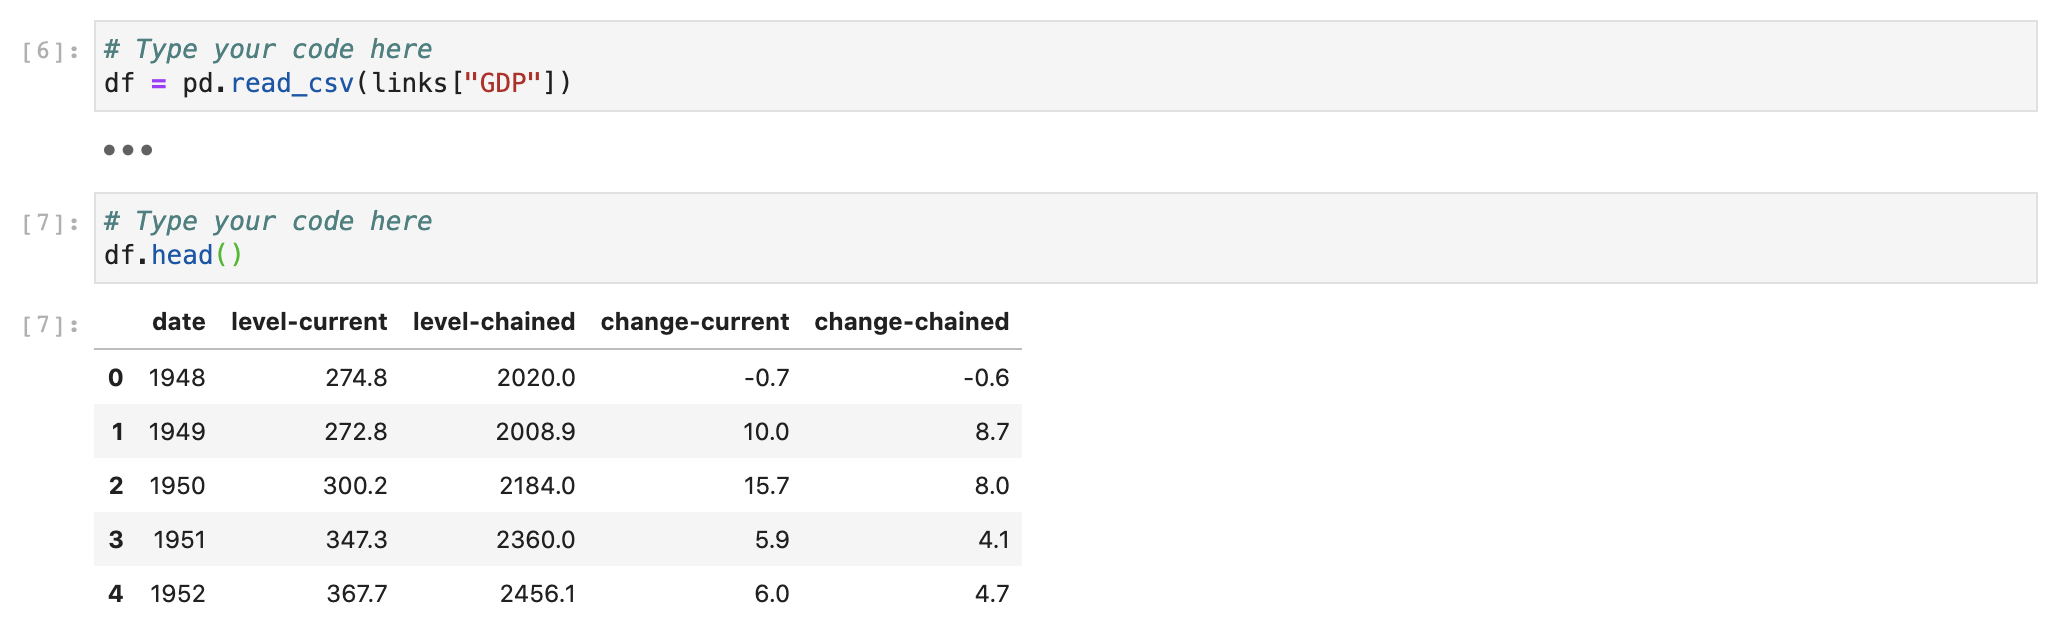 [6]: # Type your code here
df = pd.read_csv(links["GDP"])
•••
[7]: # Type your code here
df.head()
[7]: date level-current level-chained change-current change-chained
0 1948 274.8 2020.0 -0.7 -0.6
1 1949 272.8 2008.9 10.0 8.7
2 1950 300.2 2184.0 15.7 8.0
3 1951 347.3 2360.0 5.9 4.1
4 1952 367.7 2456.1 6.0 4.7